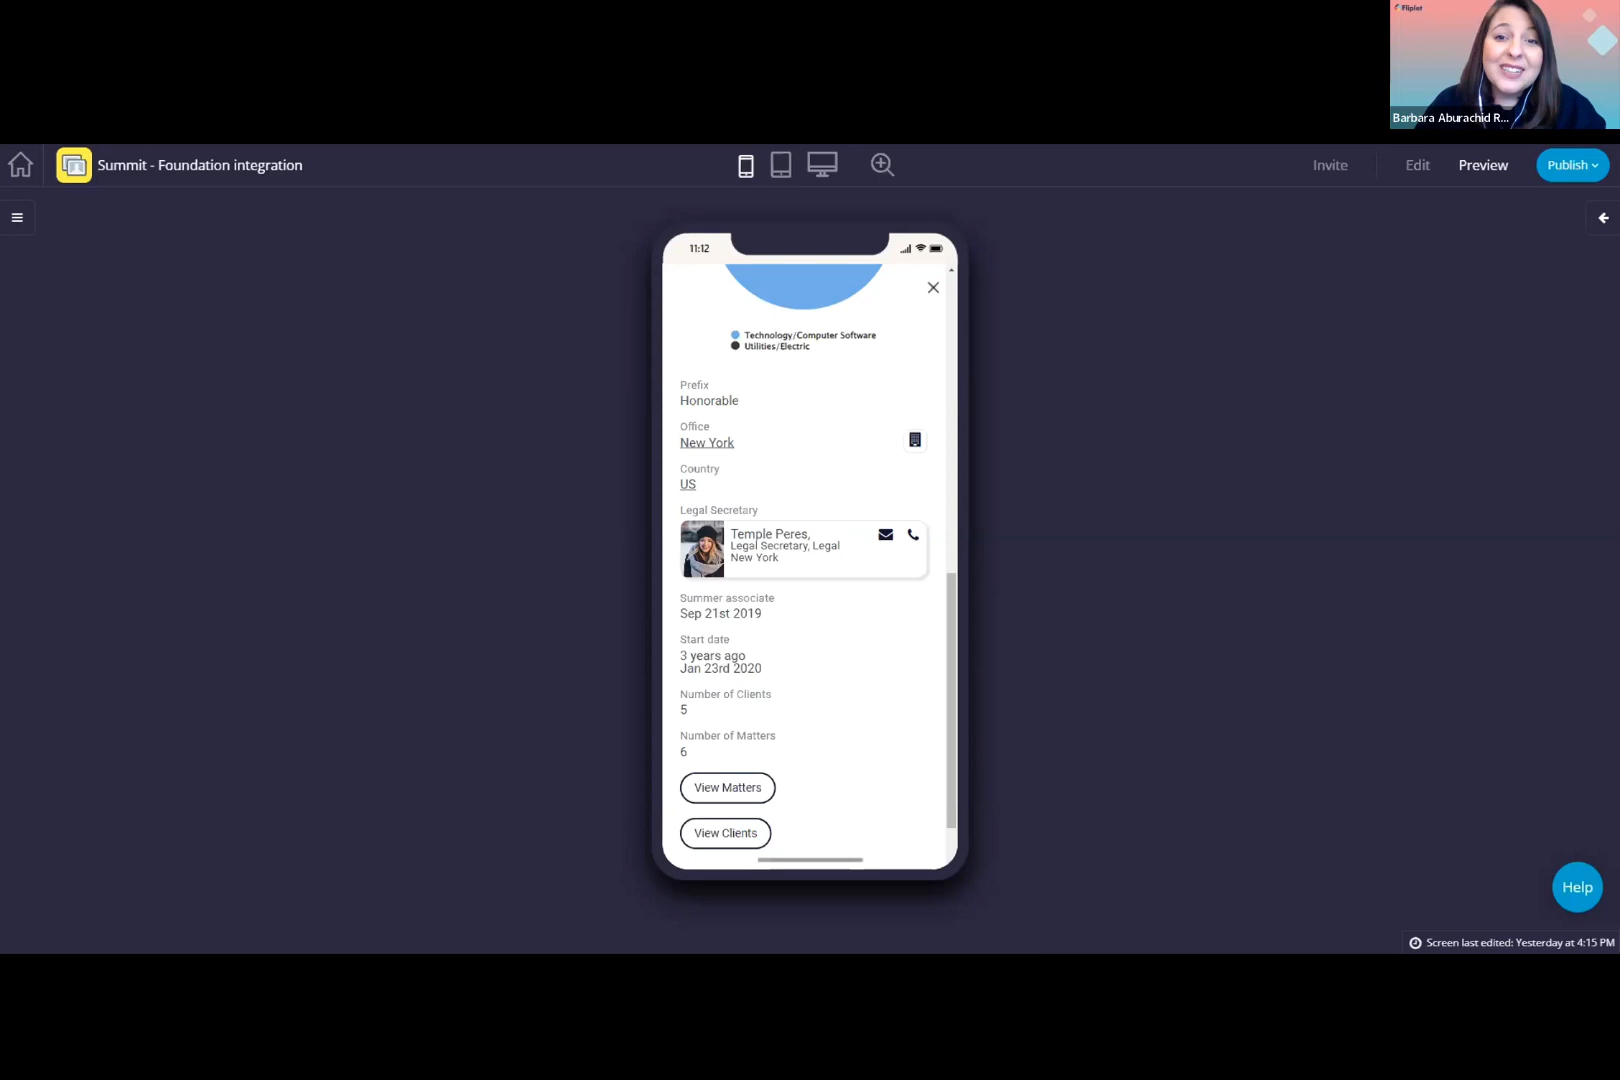 Fliplet
Barbara Aburachid R...
Summit - Foundation integration
Invite
Edit
Preview
Publish
11:12
Technology/Computer Software
Utilities/Electric
Prefix
Honorable
Office
New York
Country
US
Legal Secretary
Temple Peres,
Legal Secretary, Legal
New York
Summer associate
Sep 21st 2019
Start date
3 years ago
Jan 23rd 2020
Number of Clients
5
Number of Matters
6
View Matters
View Clients
Help
Screen last edited: Yesterday at 4:15 PM